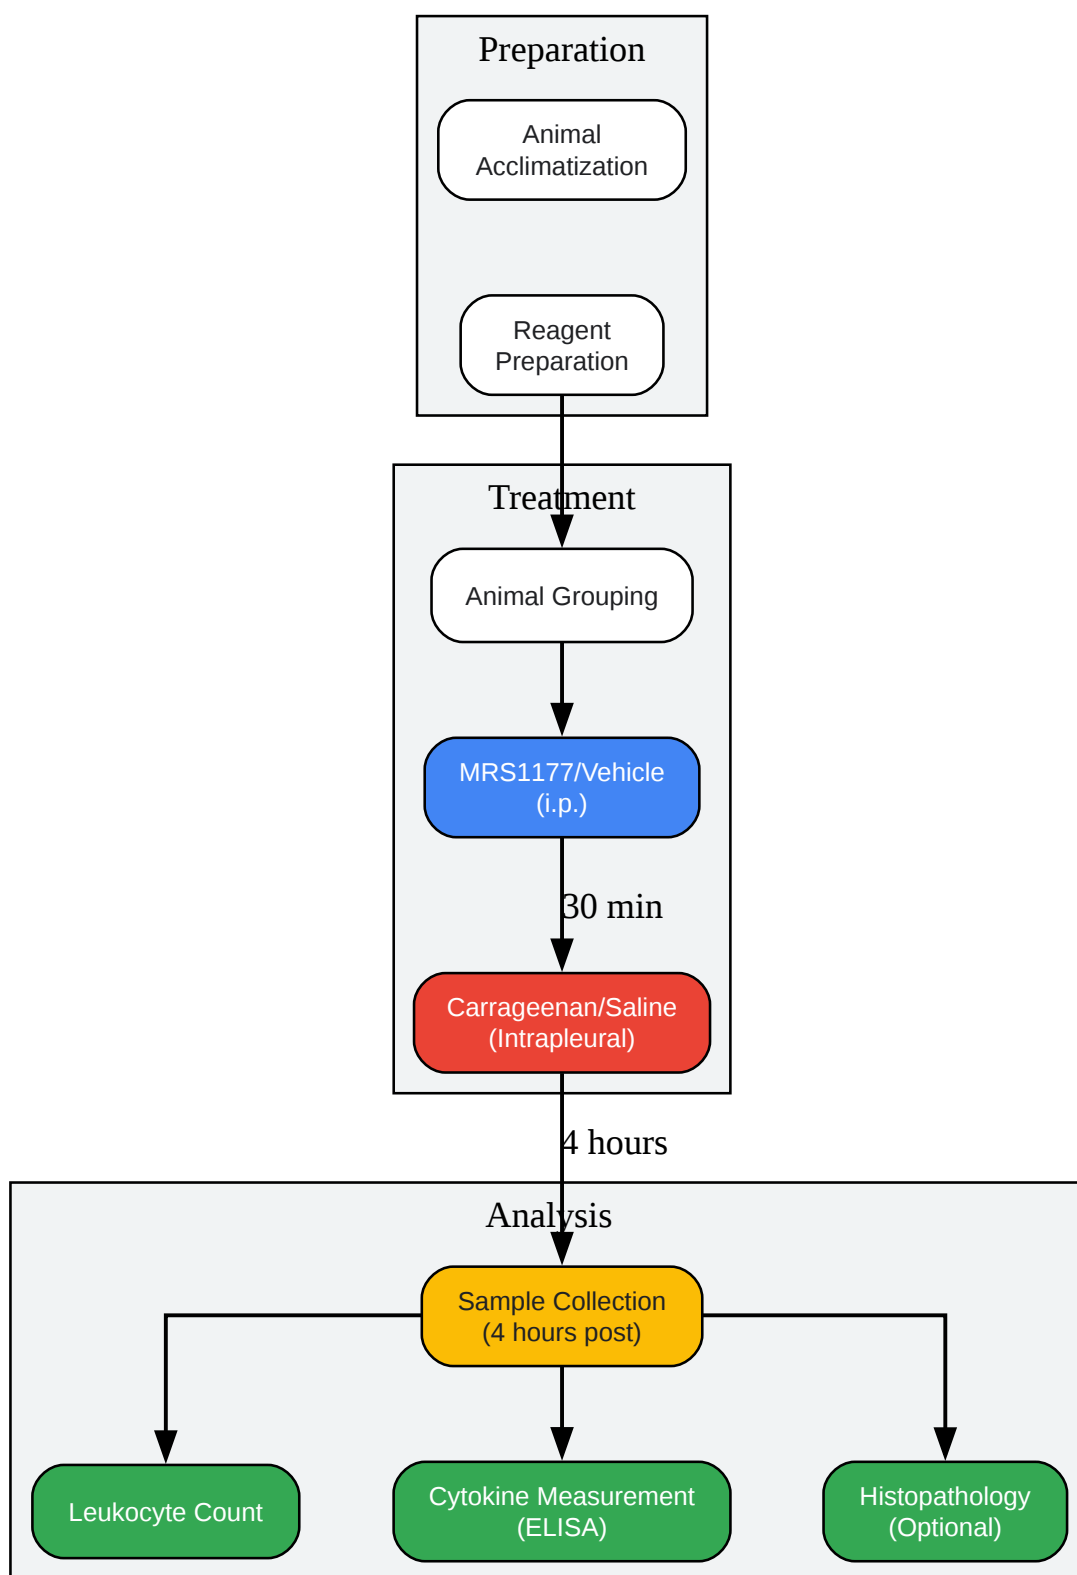 Preparation
Animal
Acclimatization
Reagent
Preparation
Treatment
Animal Grouping
MRS1177/Vehicle
(i.p.)
30 min
Carrageenan/Saline
(Intrapleural)
4 hours
Analysis
Sample Collection
(4 hours post)
Leukocyte Count
Cytokine Measurement
(ELISA)
Histopathology
(Optional)